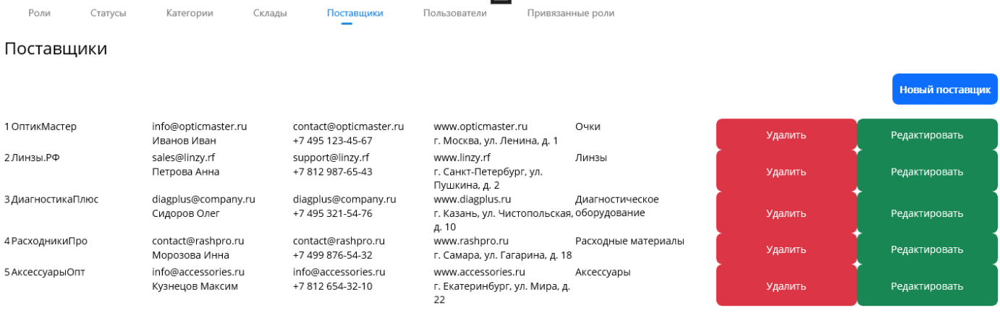 Роли Статусы Категории Склады Поставщики Пользователи Привязанные роли
Поставщики
Новый поставщик
1 ОптикМастер info@opticmaster.ru contact@opticmaster.ru www.opticmaster.ru Очки Удалить Редактировать
Иванов Иван +7 495 123-45-67 г. Москва, ул. Ленина, д. 1
2 Линзы.РФ sales@linzy.rf support@linzy.rf www.linzy.rf Линзы Удалить Редактировать
Петрова Анна +7 812 987-65-43 г. Санкт-Петербург, ул.
Пушкина, д. 2
3 ДиагностикаПлюс diagplus@company.ru diagplus@company.ru www.diagplus.ru Диагностическое Удалить Редактировать
Сидоров Олег +7 495 321-54-76 г. Казань, ул. Чистопольская, оборудование
д. 10
4 РасходникиПро contact@rashpro.ru contact@rashpro.ru www.rashpro.ru Расходные материалы Удалить Редактировать
Морозова Инна +7 499 876-54-32 г. Самара, ул. Гагарина, д. 18
5 АксессуарыОпт info@accessories.ru info@accessories.ru www.accessories.ru Аксессуары Удалить Редактировать
Кузнецов Максим +7 812 654-32-10 г. Екатеринбург, ул. Мира, д.
22